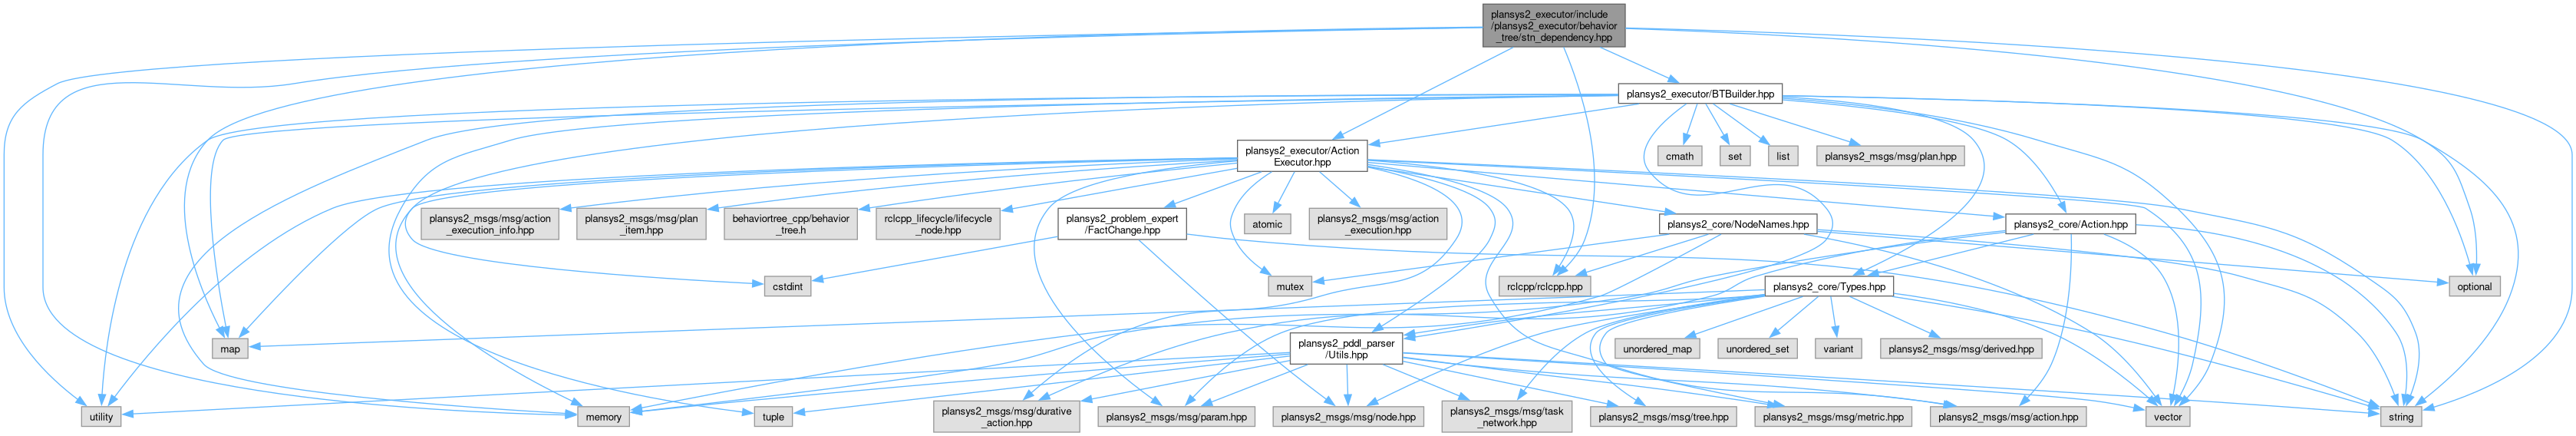 plansys2_executor/include
/plansys2_executor/behavior
_tree/stn_dependency.hpp
plansys2_executor/BTBuilder.hpp
plansys2_executor/Action
Executor.hpp
cmath
set
list
plansys2_msgs/msg/plan.hpp
plansys2_msgs/msg/action
_execution_info.hpp
plansys2_msgs/msg/plan
_item.hpp
behaviortree_cpp/behavior
_tree.h
rclcpp_lifecycle/lifecycle
_node.hpp
plansys2_problem_expert
/FactChange.hpp
atomic
plansys2_msgs/msg/action
_execution.hpp
plansys2_core/NodeNames.hpp
plansys2_core/Action.hpp
cstdint
mutex
rclcpp/rclcpp.hpp
plansys2_core/Types.hpp
optional
map
plansys2_pddl_parser
/Utils.hpp
unordered_map
unordered_set
variant
plansys2_msgs/msg/derived.hpp
utility
memory
tuple
plansys2_msgs/msg/durative
_action.hpp
plansys2_msgs/msg/param.hpp
plansys2_msgs/msg/node.hpp
plansys2_msgs/msg/task
_network.hpp
plansys2_msgs/msg/tree.hpp
plansys2_msgs/msg/metric.hpp
plansys2_msgs/msg/action.hpp
vector
string